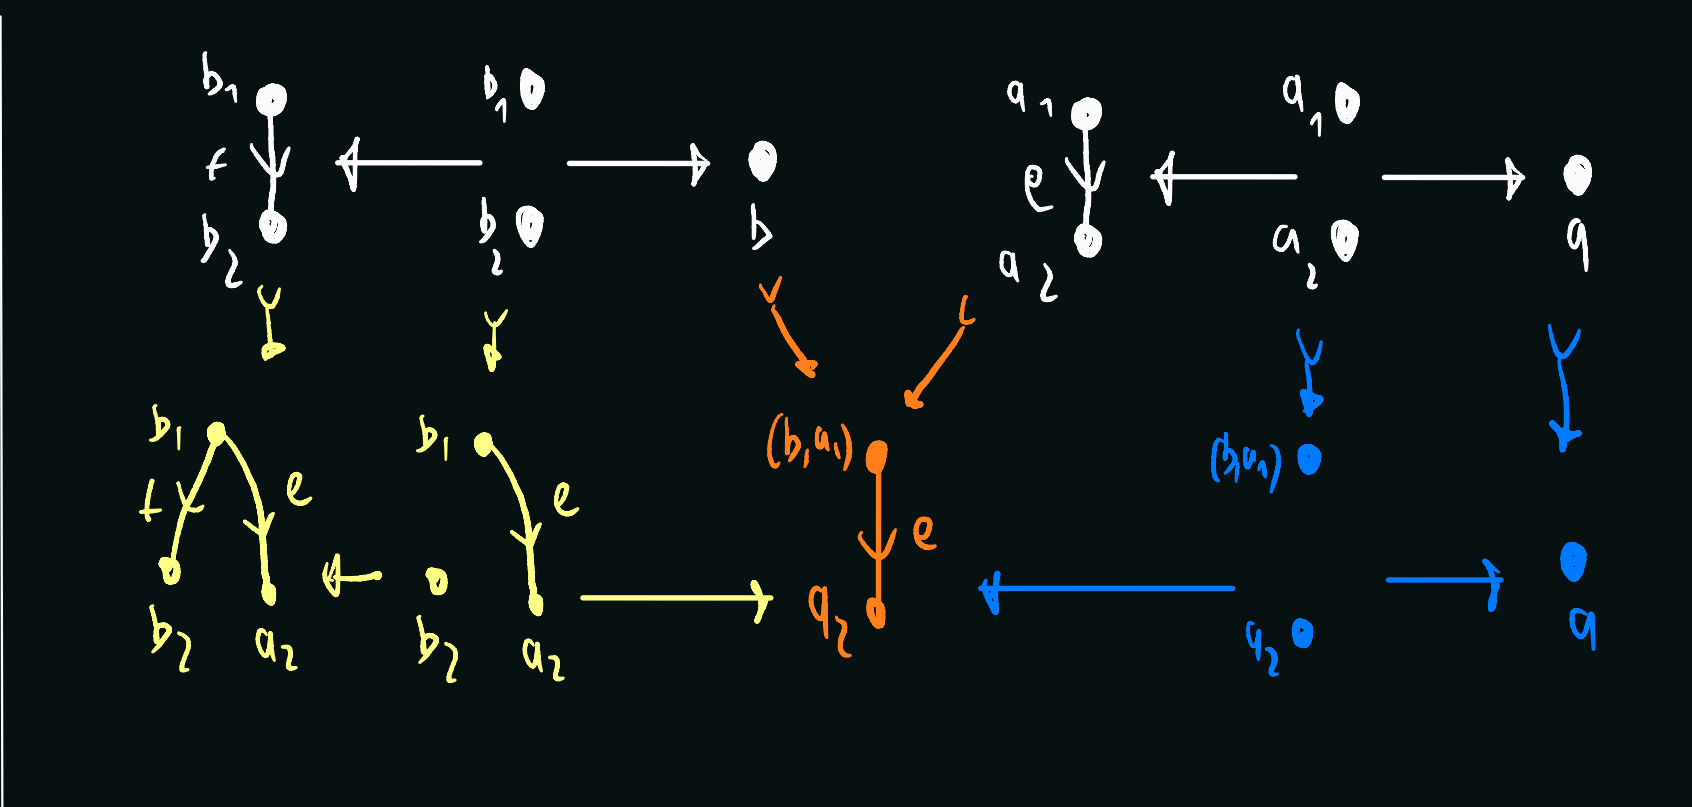 b1 b1 a1 a1
f e
b2 b2 b a2 a2 a
b1 b1 (b,a1) (b,a1)
f e e e
b2 a2 b2 a2 a2 a2 a